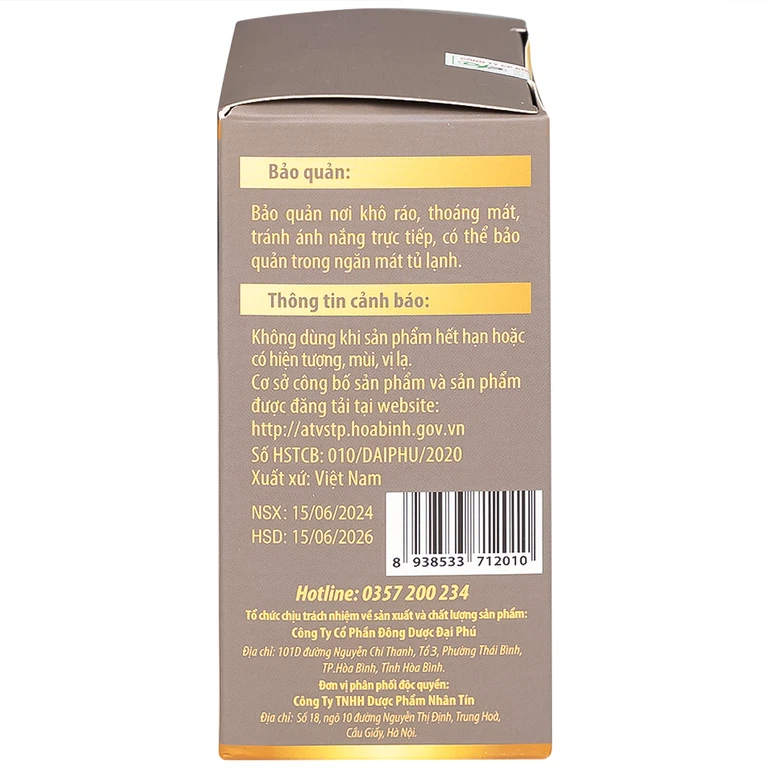 Bảo quản:
Bảo quản nơi khô ráo, thoáng mát,
tránh ánh nắng trực tiếp, có thể bảo
quản trong ngăn mát tủ lạnh.
Thông tin cảnh báo:
Không dùng khi sản phẩm hết hạn hoặc
có hiện tượng, mùi, vị lạ.
Cơ sở công bố sản phẩm và sản phẩm
được đăng tải tại website:
http://atvstp.hoabinh.gov.vn
Số HSTCB: 010/DAIPHU/2020
Xuất xứ: Việt Nam
NSX: 15/06/2024
HSD: 15/06/2026
8 938533 712010
Hotline: 0357 200 234
Tổ chức chịu trách nhiệm về sản xuất và chất lượng sản phẩm:
Công Ty Cổ Phần Đông Dược Đại Phú
Địa chỉ: 101D đường Nguyễn Chí Thanh, Tổ 3, Phường Thái Bình,
TP.Hòa Bình, Tỉnh Hòa Bình.
Đơn vị phân phối độc quyền:
Công Ty TNHH Dược Phẩm Nhân Tín
Địa chỉ: Số 18, ngõ 10 đường Nguyễn Thị Định, Trung Hoà,
Cầu Giấy, Hà Nội.